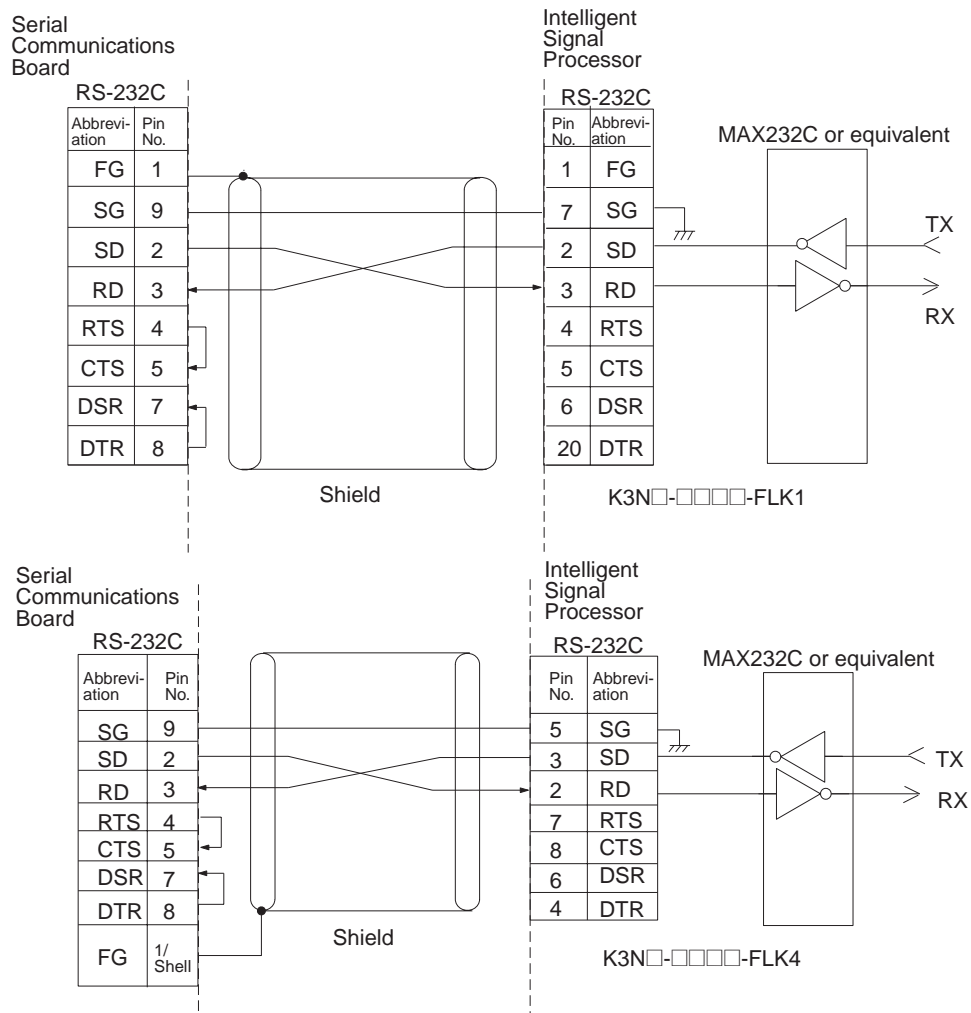 Serial
Communications
Board
Intelligent
Signal
Processor
RS-232C
RS-232C
Abbrevi-
ation
Pin
No.
Pin
No.
Abbrevi-
ation
MAX232C or equivalent
FG 1
1 FG
SG 9
7 SG
TX
SD 2
2 SD
RD 3
3 RD
RX
RTS 4
4 RTS
CTS 5
5 CTS
DSR 7
6 DSR
DTR 8
20 DTR
Shield
K3N□-□□□□-FLK1
Serial
Communications
Board
Intelligent
Signal
Processor
RS-232C
RS-232C
Abbrevi-
ation
Pin
No.
Pin
No.
Abbrevi-
ation
MAX232C or equivalent
SG 9
5 SG
SD 2
3 SD
TX
RD 3
2 RD
RX
RTS 4
7 RTS
CTS 5
8 CTS
DSR 7
6 DSR
DTR 8
4 DTR
FG 1/
Shell
Shield
K3N□-□□□□-FLK4